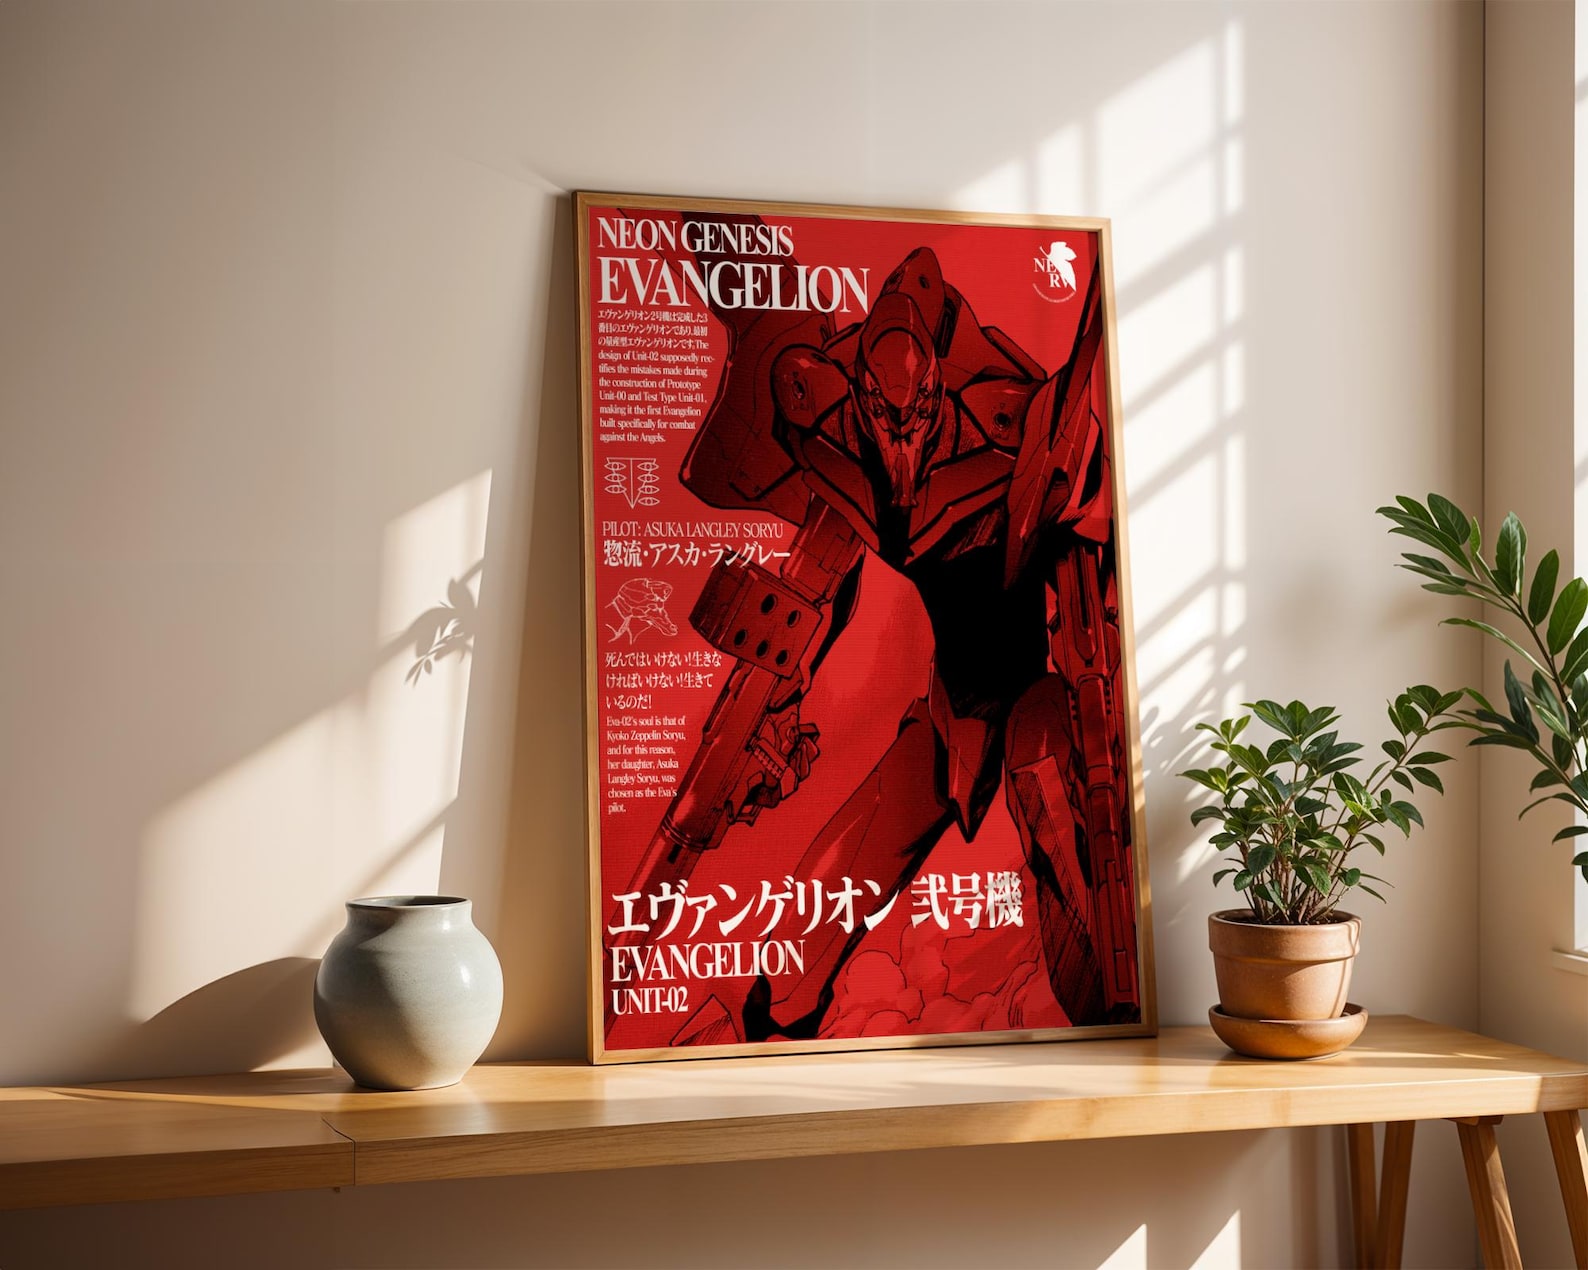 NEON GENESIS
EVANGELION
エヴァンゲリオン2号機は完成した3
番目のエヴァンゲリオンであり、最初
の量産型エヴァンゲリオンです。The
design of Unit-02 supposedly rec-
tifies the mistakes made during
the construction of Prototype
Unit-00 and Test Type Unit-01,
making it the first Evangelion
built specifically for combat
against the Angels.
PILOT: ASUKA LANGLEY SORYU
惣流・アスカ・ラングレー
死んではいけない!生きな
ければいけない!生きて
いるのだ!
Eva-02's soul is that of
Kyoko Zeppelin Soryu,
and for this reason,
her daughter, Asuka
Langley Soryu, was
chosen as the Eva's
pilot.
エヴァンゲリオン 弐号機
EVANGELION
UNIT-02
NERV